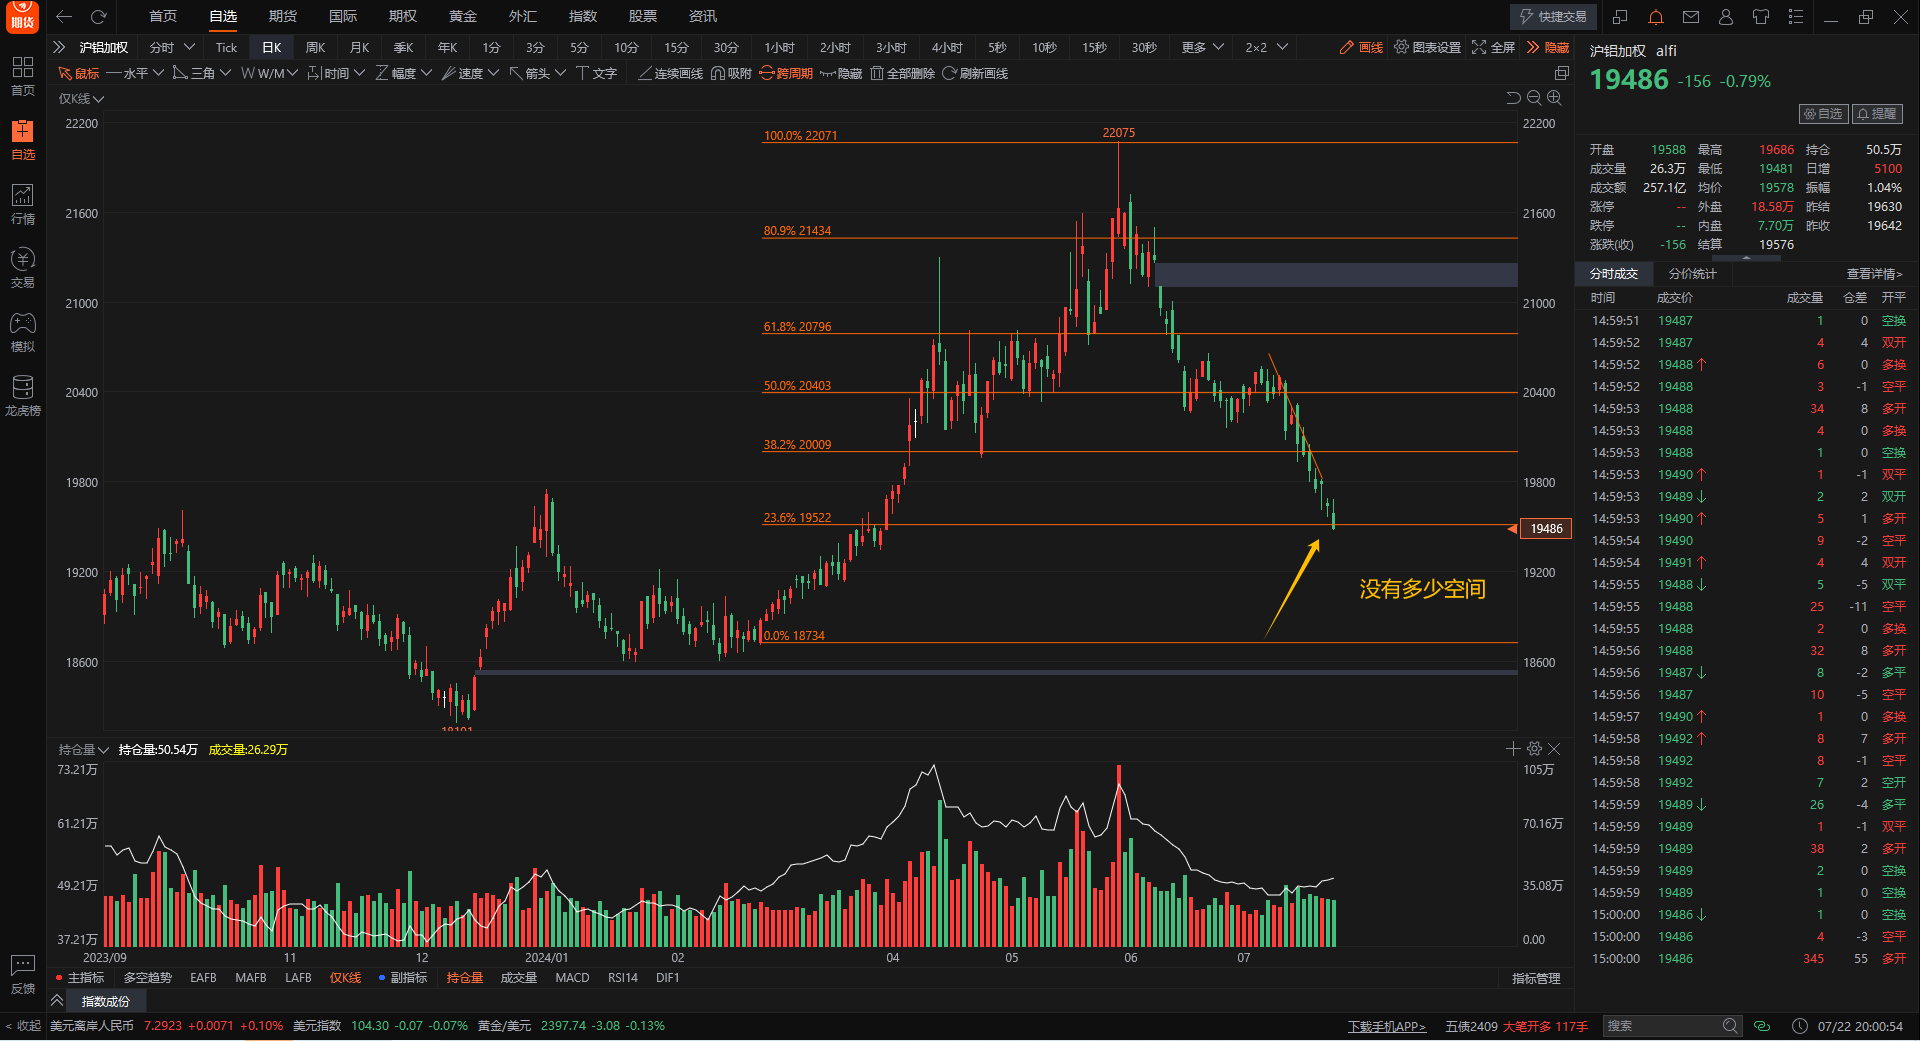 期货
首页 自选 期货 国际 期权 黄金 外汇 指数 股票 资讯
快捷交易
沪铝加权 分时 Tick 日K 周K 月K 季K 年K 1分 3分 5分 10分 15分 30分 1小时 2小时 3小时 4小时 5秒 10秒 15秒 30秒 更多 2×2 画线 图表设置 全屏 隐藏
鼠标 水平 三角 W/M 时间 幅度 速度 箭头 文字 连续画线 吸附 跨周期 隐藏 全部删除 刷新画线
首页
自选
行情
交易
模拟
龙虎榜
反馈
< 收起
仅K线
22200
21600
21000
20400
19800
19200
18600
100.0% 22071
80.9% 21434
61.8% 20796
50.0% 20403
38.2% 20009
23.6% 19522
0.0% 18734
22075
没有多少空间
22200
21600
21000
20400
19800
19486
19200
18600
持仓量 持仓量:50.54万 成交量:26.29万
73.21万
61.21万
49.21万
37.21万
105万
70.16万
35.08万
0.00
2023/09 11 12 2024/01 02 04 05 06 07
主指标 多空趋势 EAFB MAFB LAFB 仅K线 副指标 持仓量 成交量 MACD RSI14 DIF1 指标管理
指数成份
沪铝加权 alfi
19486 -156 -0.79%
自选 提醒
开盘 19588 最高 19686 持仓 50.5万
成交量 26.3万 最低 19481 日增 5100
成交额 257.1亿 均价 19578 振幅 1.04%
涨停 -- 外盘 18.58万 昨结 19630
跌停 -- 内盘 7.70万 昨收 19642
涨跌(收) -156 结算 19576
分时成交 分价统计 查看详情>
时间 成交价 成交量 仓差 开平
14:59:51 19487 1 0 空换
14:59:52 19487 4 4 双开
14:59:52 19488↑ 6 0 多换
14:59:52 19488 3 -1 空平
14:59:53 19488 34 8 多开
14:59:53 19488 4 0 多换
14:59:53 19488 1 0 空换
14:59:53 19490↑ 1 -1 双平
14:59:53 19489↓ 2 2 双开
14:59:53 19490↑ 5 1 多开
14:59:54 19490 9 -2 空平
14:59:54 19491↑ 4 4 双开
14:59:55 19488↓ 5 -5 双平
14:59:55 19488 25 -11 空平
14:59:55 19488 2 0 多换
14:59:56 19488 32 8 多开
14:59:56 19487↓ 8 -2 多平
14:59:56 19487 10 -5 空平
14:59:57 19490↑ 1 0 多换
14:59:58 19492↑ 8 7 多开
14:59:58 19492 8 -1 空平
14:59:58 19492 7 2 空开
14:59:59 19489↓ 26 -4 多平
14:59:59 19489 1 -1 双平
14:59:59 19489 38 2 多开
14:59:59 19489 2 0 空换
14:59:59 19489 1 0 空换
15:00:00 19486↓ 1 0 空换
15:00:00 19486 4 -3 空平
15:00:00 19486 345 55 多开
美元离岸人民币 7.2923 +0.0071 +0.10% 美元指数 104.30 -0.07 -0.07% 黄金/美元 2397.74 -3.08 -0.13% 下载手机APP> 五债2409 大笔开多 117手 搜索 07/22 20:00:54